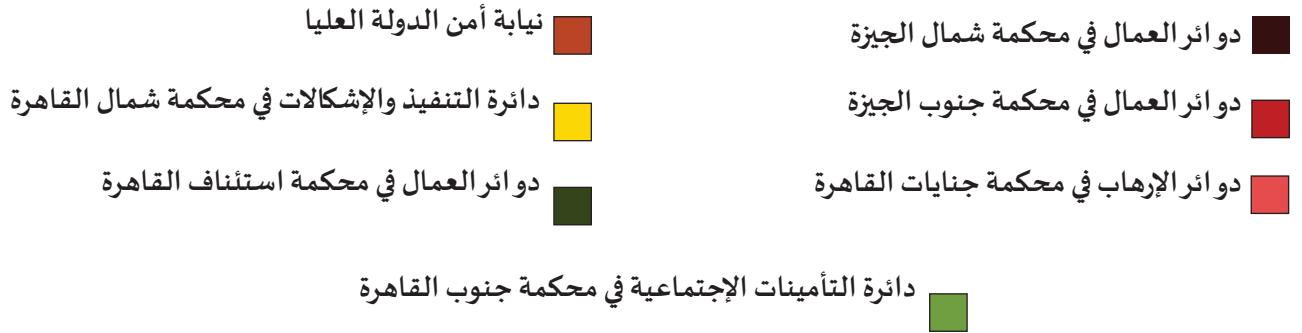 دوائر العمال في محكمة شمال الجيزة
نيابة أمن الدولة العليا
دوائر العمال في محكمة جنوب الجيزة
دائرة التنفيذ والإشكالات في محكمة شمال القاهرة
دوائر الإرهاب في محكمة جنايات القاهرة
دوائر العمال في محكمة استئناف القاهرة
دائرة التأمينات الإجتماعية في محكمة جنوب القاهرة